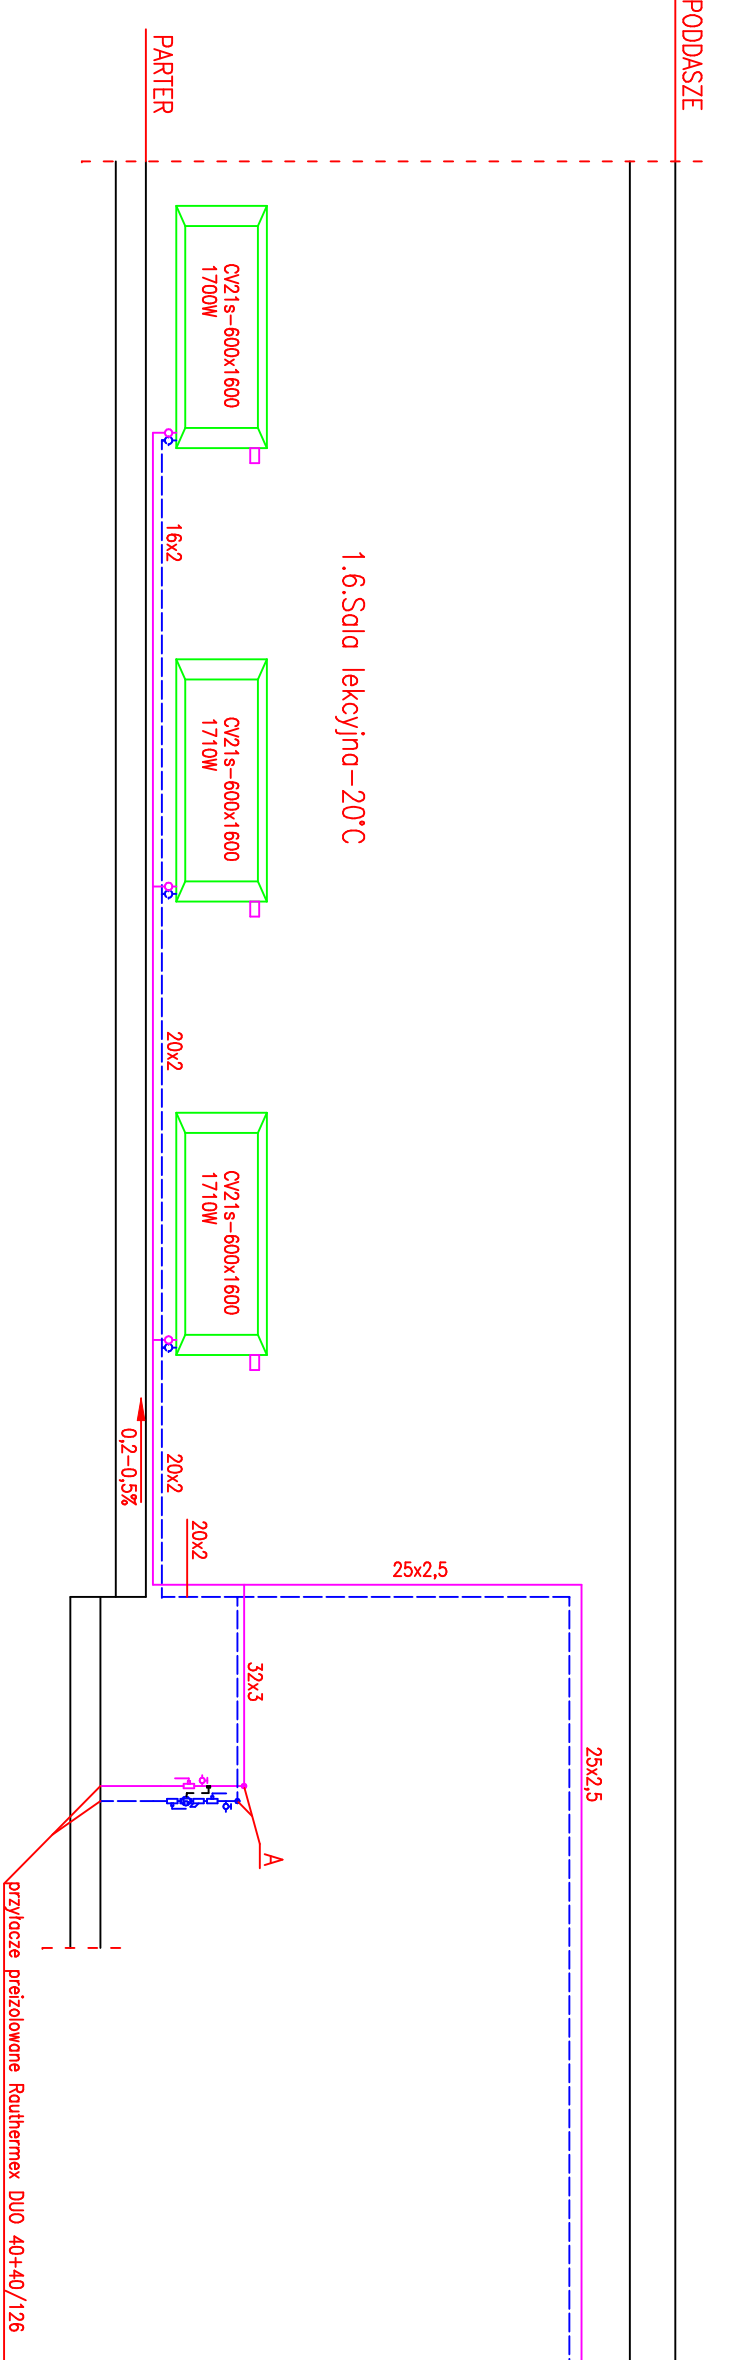 PODDASZE
1.6.Sala lekcyjna-20°C
CV21s-600x1600
1700W
CV21s-600x1600
1710W
CV21s-600x1600
1710W
PARTER
16x2
20x2
20x2
20x2
0,2-0,5%
25x2,5
25x2,5
32x3
A
przyłacze preizolowane Rauthermex DUO 40+40/126